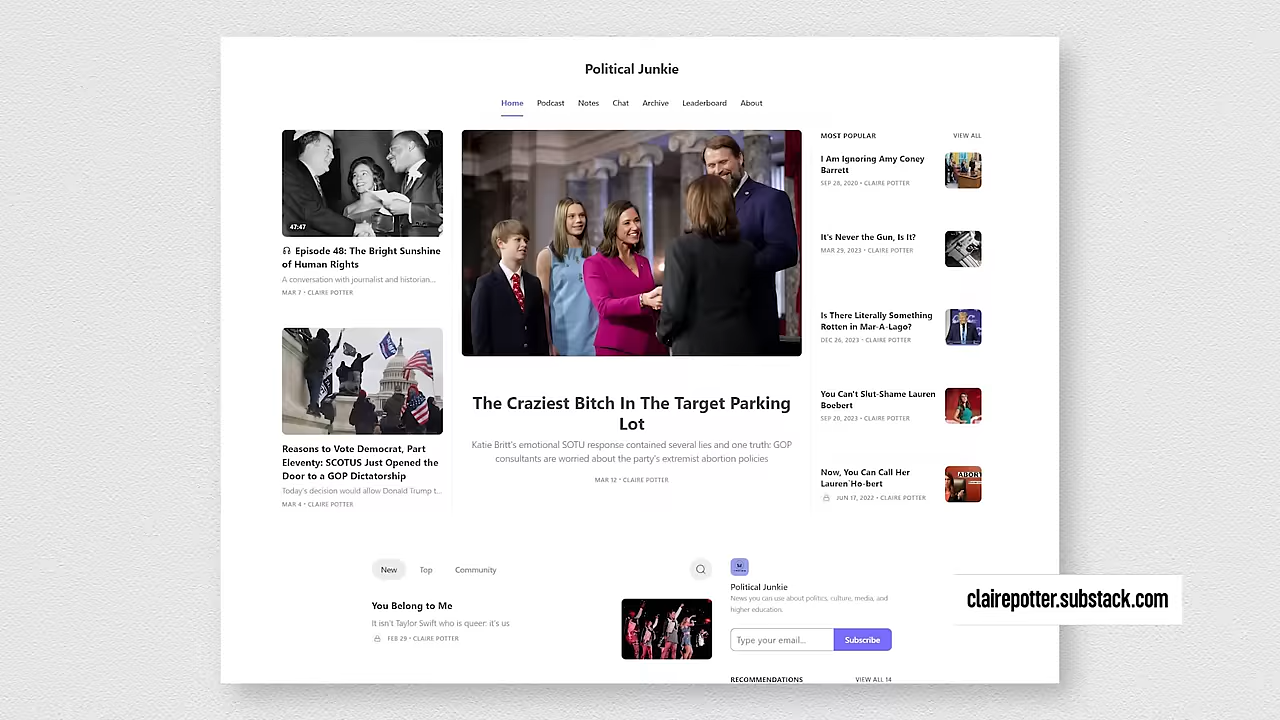 Political Junkie
Home Podcast Notes Chat Archive Leaderboard About
47:47
Episode 48: The Bright Sunshine
of Human Rights
A conversation with journalist and historian...
MAR 7 • CLAIRE POTTER
Reasons to Vote Democrat, Part
Eleventy: SCOTUS Just Opened the
Door to a GOP Dictatorship
Today's decision would allow Donald Trump t...
MAR 4 • CLAIRE POTTER
The Craziest Bitch In The Target Parking
Lot
Katie Britt's emotional SOTU response contained several lies and one truth: GOP
consultants are worried about the party's extremist abortion policies
MAR 12 • CLAIRE POTTER
MOST POPULAR VIEW ALL
I Am Ignoring Amy Coney
Barrett
SEP 28, 2020 • CLAIRE POTTER
It's Never the Gun, Is It?
MAR 29, 2023 • CLAIRE POTTER
Is There Literally Something
Rotten in Mar-A-Lago?
DEC 26, 2023 • CLAIRE POTTER
You Can't Slut-Shame Lauren
Boebert
SEP 20, 2023 • CLAIRE POTTER
Now, You Can Call Her
Lauren`Ho-bert
JUN 17, 2022 • CLAIRE POTTER
ABOR
New Top Community
You Belong to Me
It isn't Taylor Swift who is queer: it's us
FEB 29 • CLAIRE POTTER
Political Junkie
News you can use about politics, culture, media, and
higher education.
Type your email... Subscribe
RECOMMENDATIONS VIEW ALL 14
clairepotter.substack.com